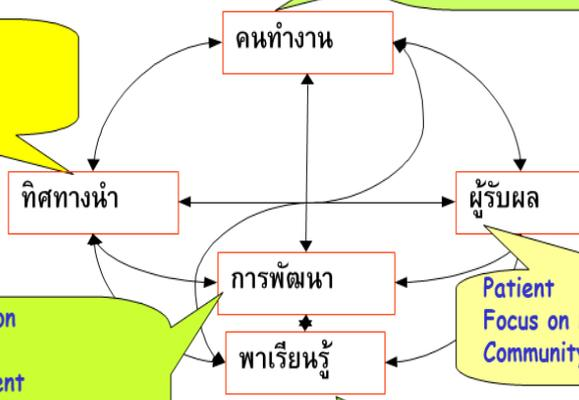 คนทำงาน
ทิศทางนำ
ผู้รับผล
การพัฒนา
Patient
Focus on
Community
พาเรียนรู้